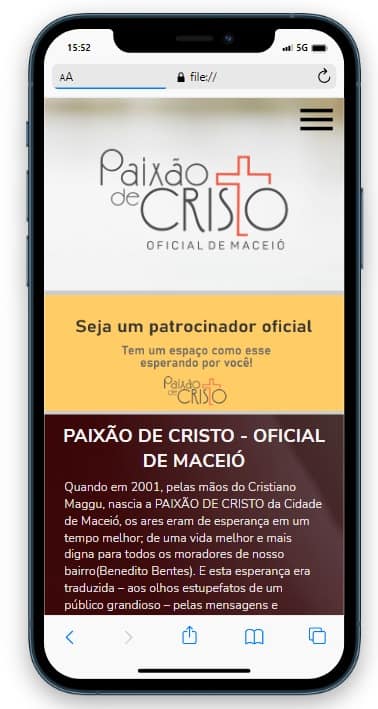 15:52
5G
AA
file://
Paixão
de CRISTO
OFICIAL DE MACEIÓ
Seja um patrocinador oficial
Tem um espaço como esse
esperando por você!
Paixão
de CRISTO
PAIXÃO DE CRISTO - OFICIAL
DE MACEIÓ
Quando em 2001, pelas mãos do Cristiano
Maggu, nascia a PAIXÃO DE CRISTO da Cidade
de Maceió, os ares eram de esperança em um
tempo melhor; de uma vida melhor e mais
digna para todos os moradores de nosso
bairro(Benedito Bentes). E esta esperança era
traduzida – aos olhos estupefatos de um
público grandioso – pelas mensagens e